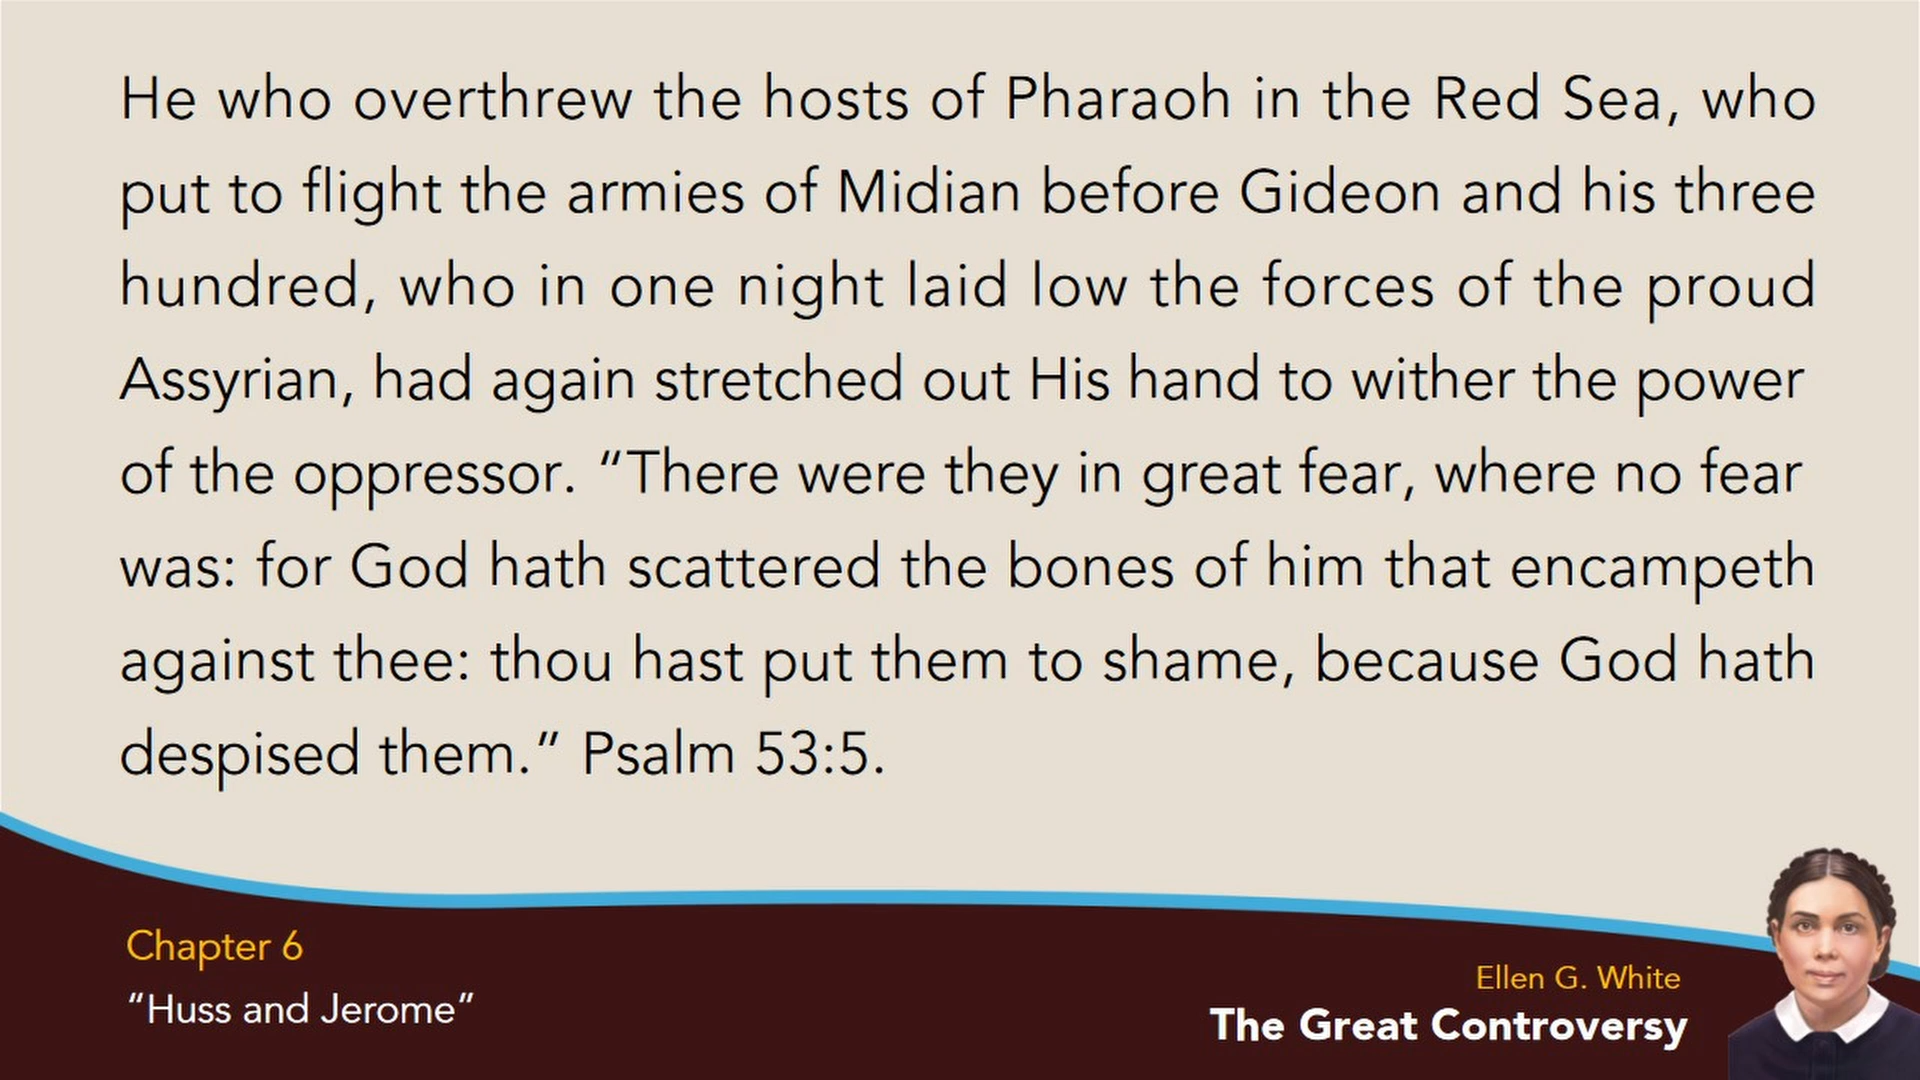 He who overthrew the hosts of Pharaoh in the Red Sea, who
put to flight the armies of Midian before Gideon and his three
hundred, who in one night laid low the forces of the proud
Assyrian, had again stretched out His hand to wither the power
of the oppressor. “There were they in great fear, where no fear
was: for God hath scattered the bones of him that encampeth
against thee: thou hast put them to shame, because God hath
despised them.” Psalm 53:5.
Chapter 6
“Huss and Jerome”
Ellen G. White
The Great Controversy